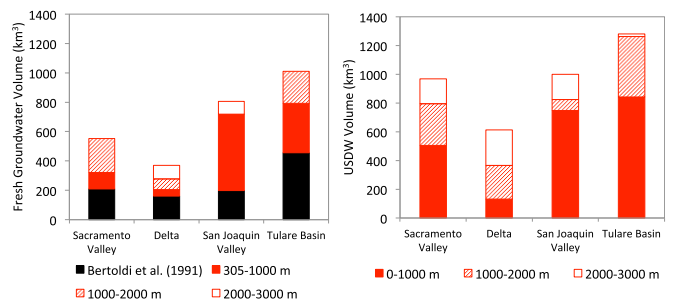 Fresh Groundwater Volume (km³)
1400
1200
1000
800
600
400
200
0
Sacramento
Valley
Delta
San Joaquin
Valley
Tulare Basin
Bertoldi et al. (1991)
305-1000 m
1000-2000 m
2000-3000 m
USDW Volume (km³)
1400
1200
1000
800
600
400
200
0
Sacramento
Valley
Delta
San Joaquin
Valley
Tulare Basin
0-1000 m
1000-2000 m
2000-3000 m